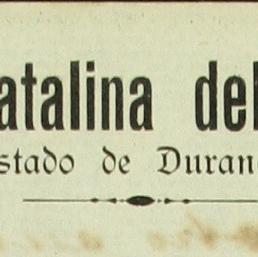 atalina del
stado de Duran